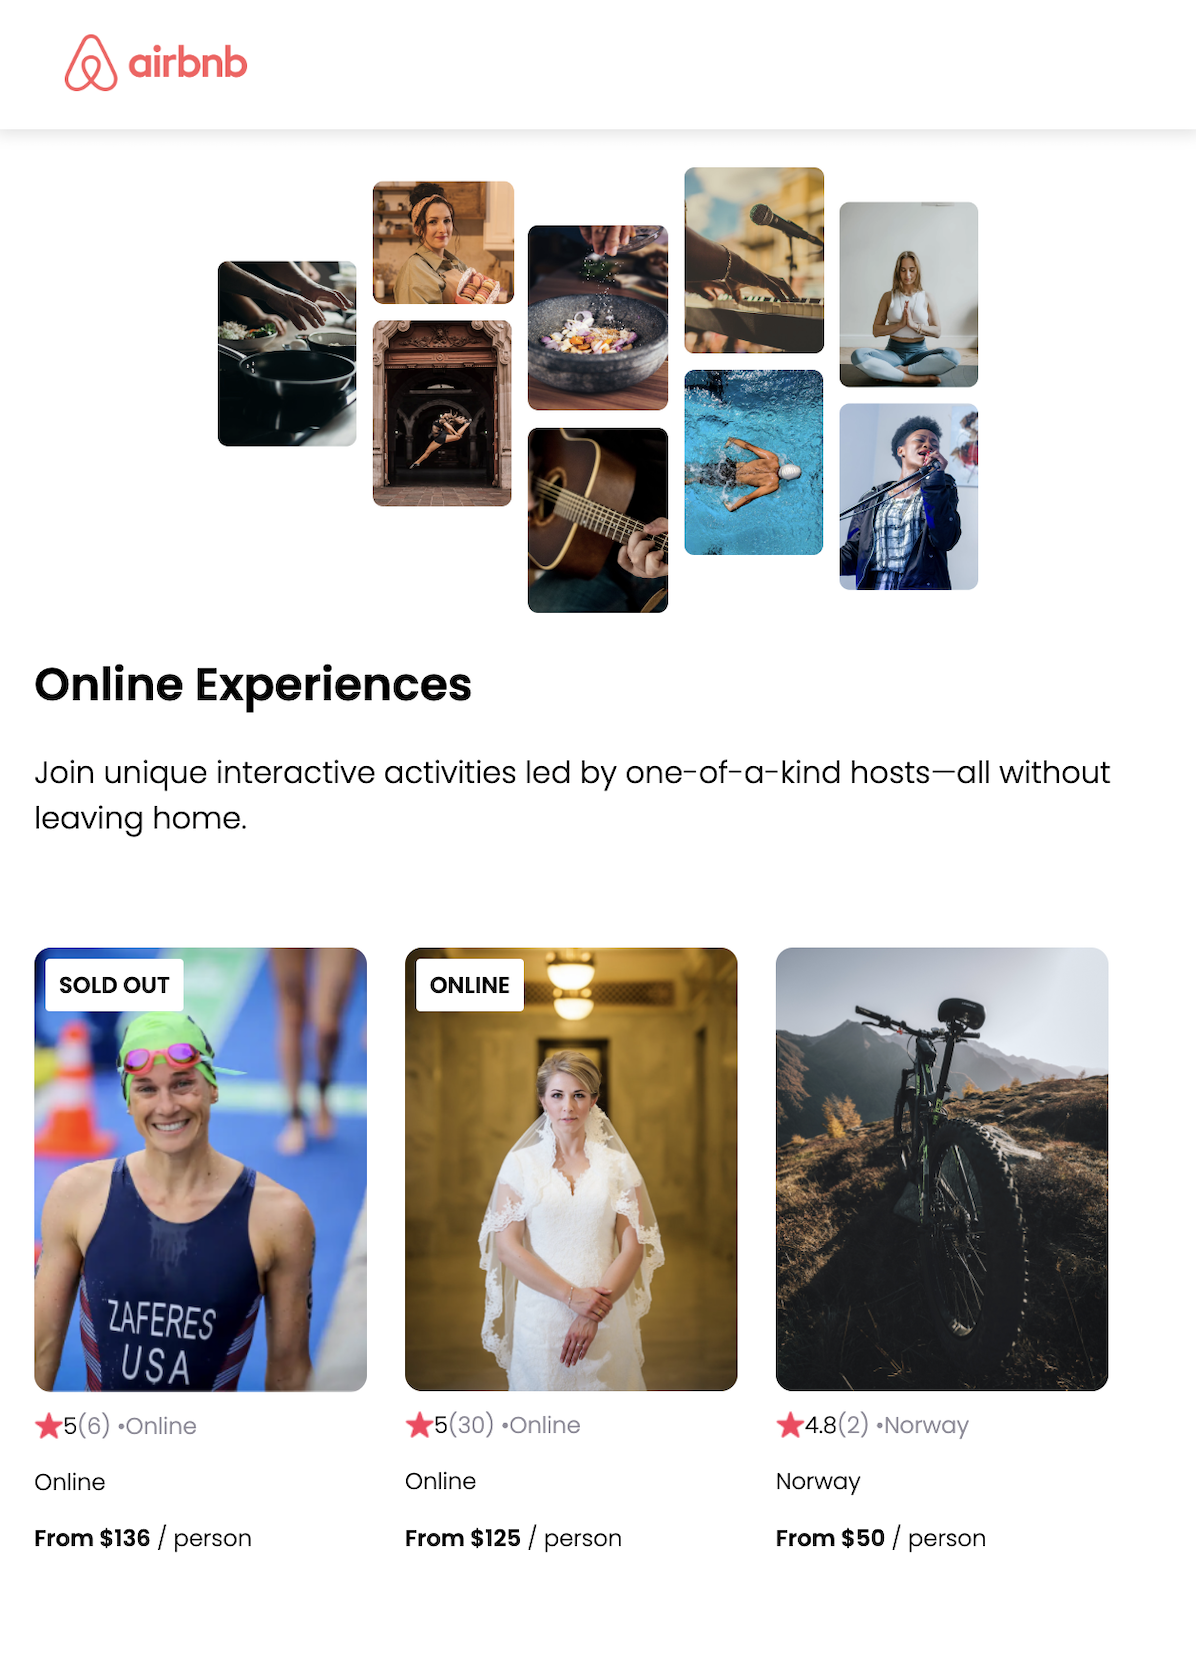 airbnb
Online Experiences
Join unique interactive activities led by one-of-a-kind hosts—all without
leaving home.
SOLD OUT
ONLINE
ZAFERES
USA
5(6) •Online
5(30) •Online
4.8(2) •Norway
Online
Online
Norway
From $136 / person
From $125 / person
From $50 / person